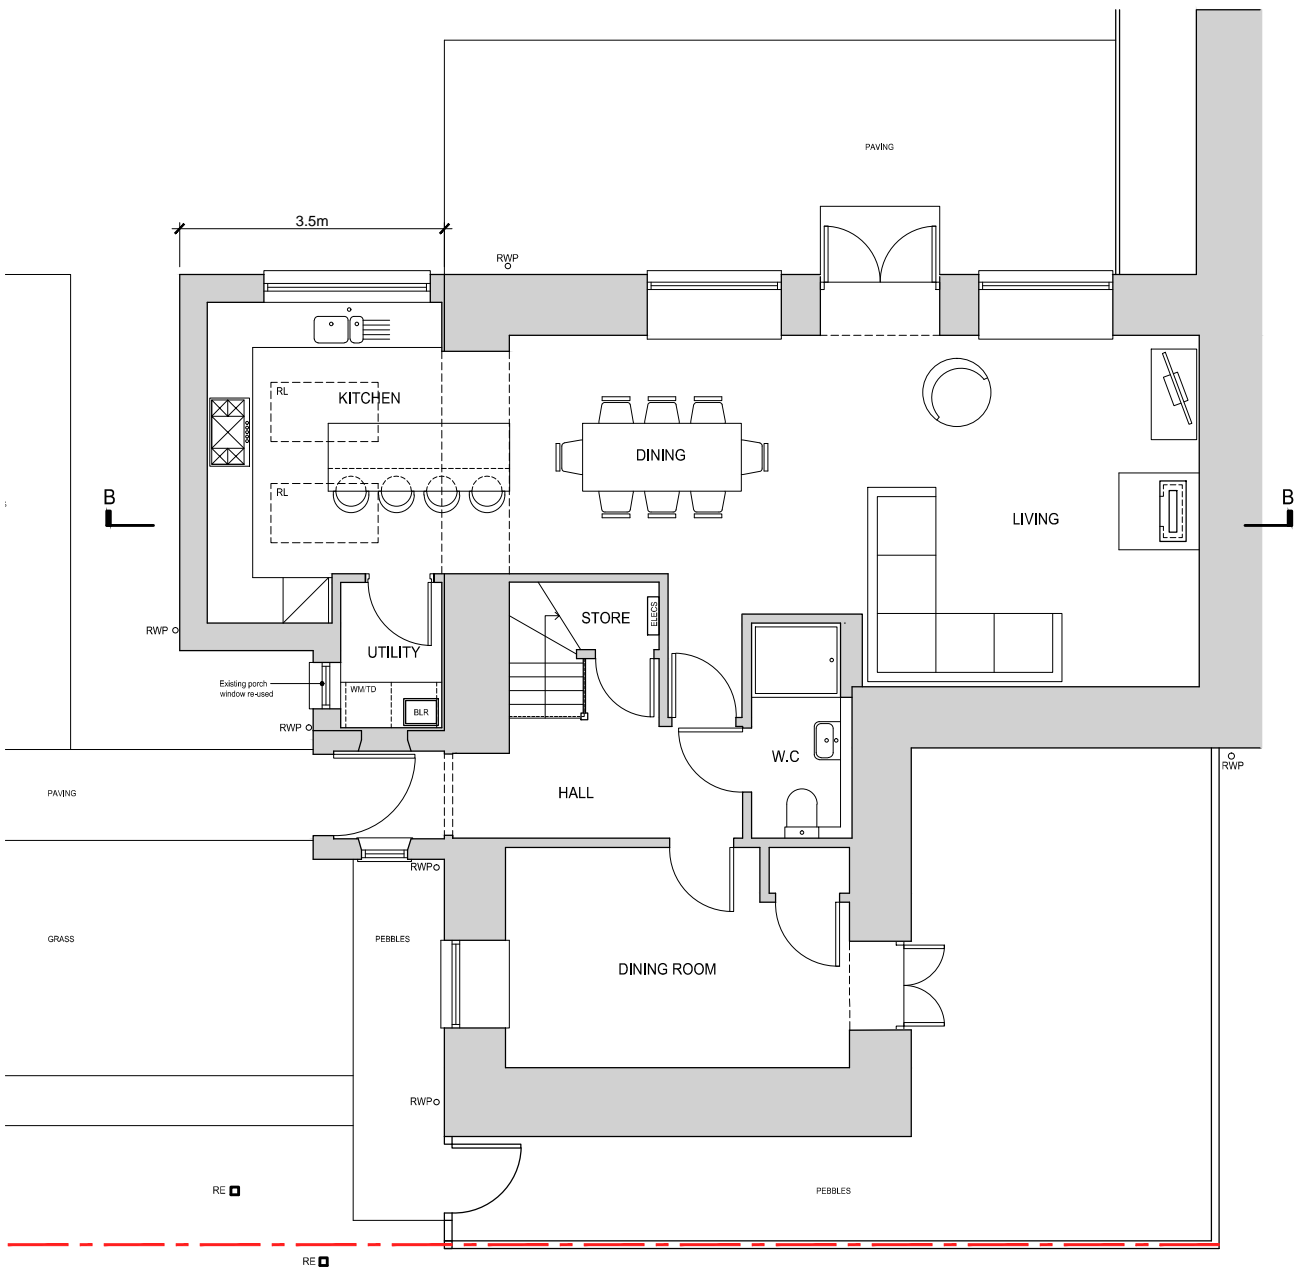 PAVING
3.5m
RWP
RL
KITCHEN
DINING
RL
B
B
LIVING
STORE
ELECS
RWP
UTILITY
Existing porch
window re-used
WM/TD
BLR
RWP
W.C
RWP
PAVING
HALL
RWP
GRASS
PEBBLES
DINING ROOM
RWP
RE
PEBBLES
RE